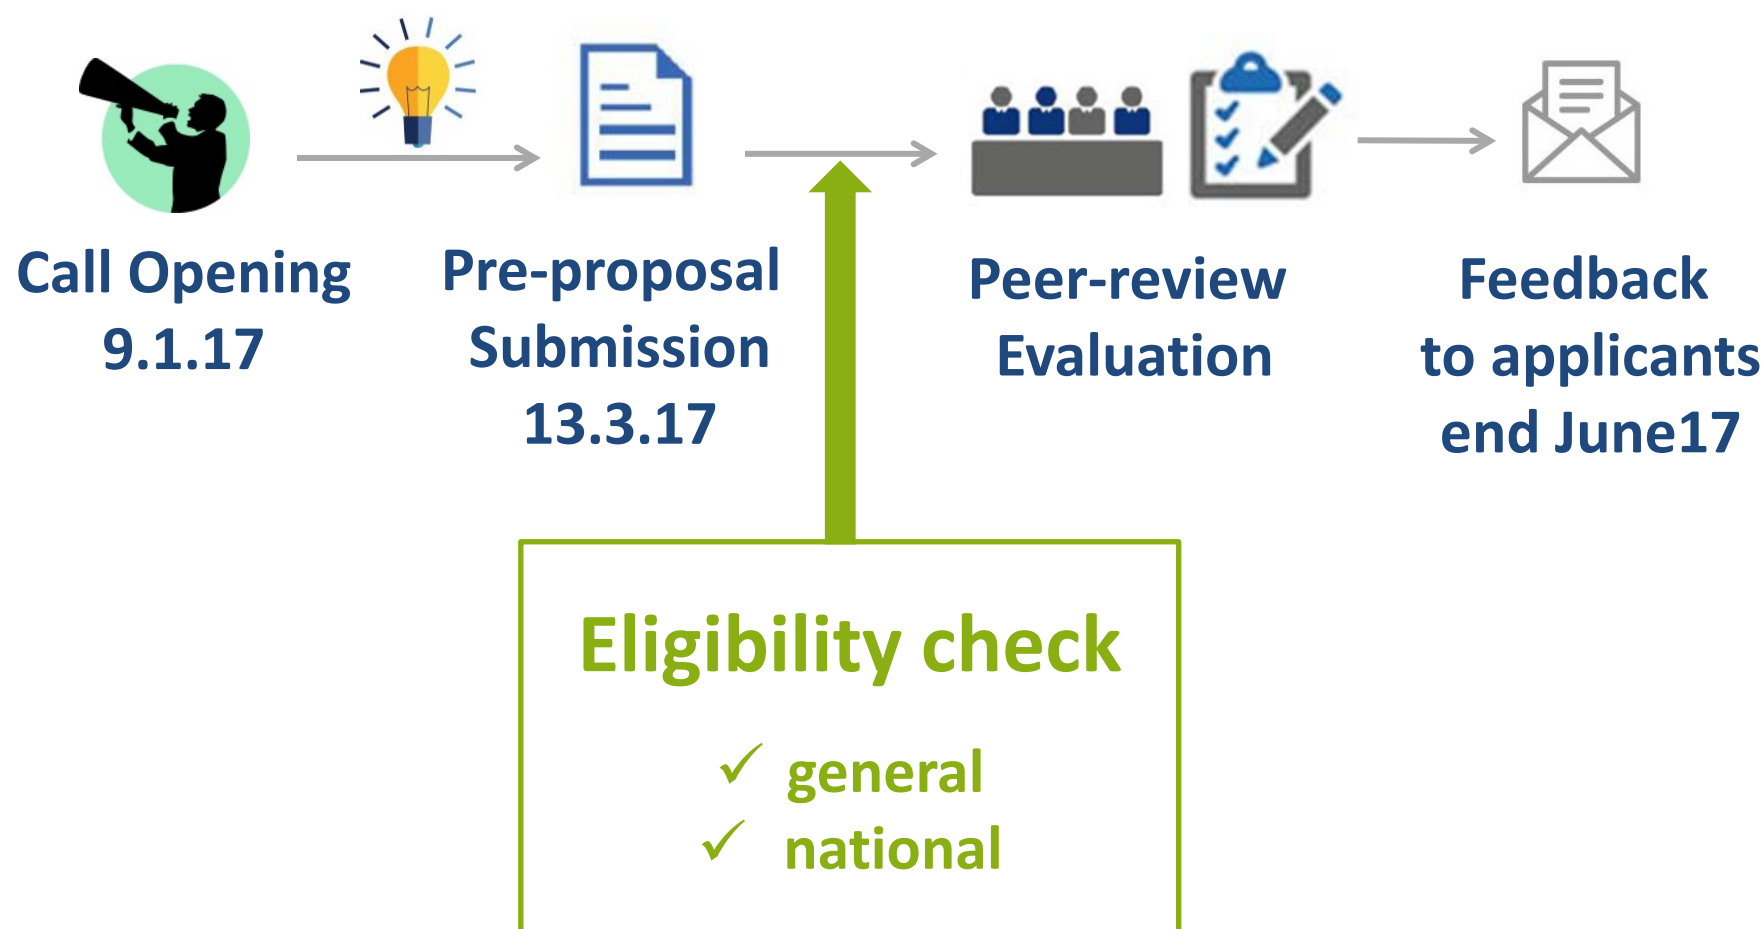 Call Opening
9.1.17
Pre-proposal
Submission
13.3.17
Peer-review
Evaluation
Feedback
to applicants
end June17
Eligibility check
✓ general
✓ national